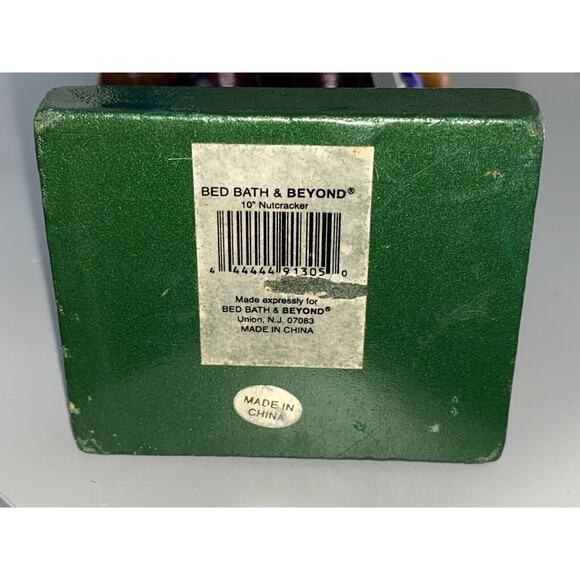 BED BATH & BEYOND®
10" Nutcracker
4 44444 91305 0
Made expressly for
BED BATH & BEYOND®
Union, N.J. 07083
MADE IN CHINA
MADE IN
CHINA